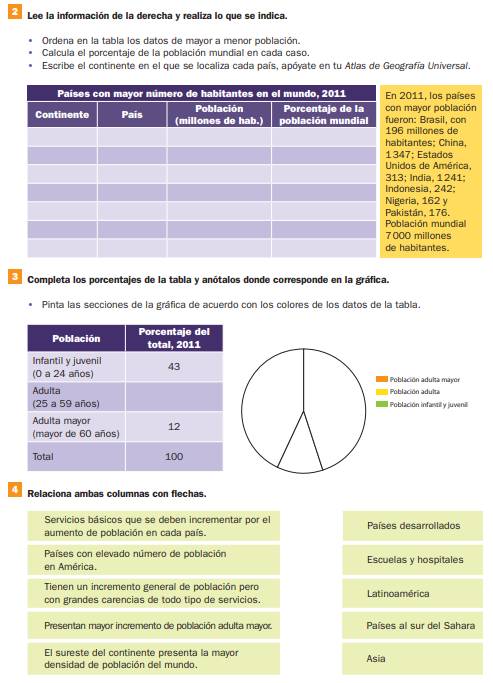 2 Lee la información de la derecha y realiza lo que se indica.
• Ordena en la tabla los datos de mayor a menor población.
• Calcula el porcentaje de la población mundial en cada caso.
• Escribe el continente en el que se localiza cada país, apóyate en tu Atlas de Geografía Universal.
Países con mayor número de habitantes en el mundo, 2011
Continente País Población (millones de hab.) Porcentaje de la población mundial
En 2011, los países
con mayor población
fueron: Brasil, con
196 millones de
habitantes; China,
1 347; Estados
Unidos de América,
313; India, 1 241;
Indonesia, 242;
Nigeria, 162 y
Pakistán, 176.
Población mundial
7 000 millones
de habitantes.
3 Completa los porcentajes de la tabla y anótalos donde corresponde en la gráfica.
• Pinta las secciones de la gráfica de acuerdo con los colores de los datos de la tabla.
Población
Porcentaje del
total, 2011
Infantil y juvenil
(0 a 24 años)
43
Adulta
(25 a 59 años)
Adulta mayor
(mayor de 60 años)
12
Total 100
Población adulta mayor
Población adulta
Población infantil y juvenil
4 Relaciona ambas columnas con flechas.
Servicios básicos que se deben incrementar por el
aumento de población en cada país.
Países desarrollados
Países con elevado número de población
en América.
Escuelas y hospitales
Tienen un incremento general de población pero
con grandes carencias de todo tipo de servicios.
Latinoamérica
Presentan mayor incremento de población adulta mayor.
Países al sur del Sahara
El sureste del continente presenta la mayor
densidad de población del mundo.
Asia